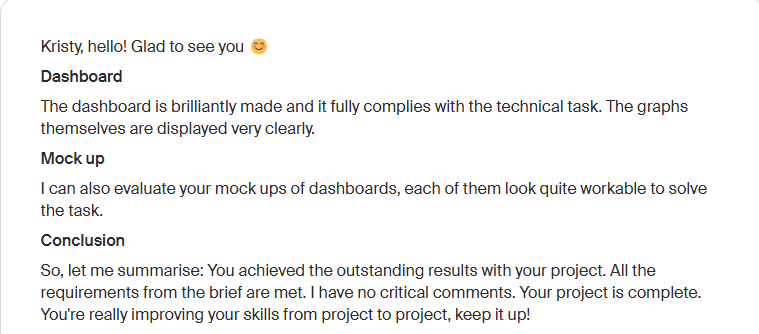 Kristy, hello! Glad to see you 😊
Dashboard
The dashboard is brilliantly made and it fully complies with the technical task. The graphs
themselves are displayed very clearly.
Mock up
I can also evaluate your mock ups of dashboards, each of them look quite workable to solve
the task.
Conclusion
So, let me summarise: You achieved the outstanding results with your project. All the
requirements from the brief are met. I have no critical comments. Your project is complete.
You're really improving your skills from project to project, keep it up!